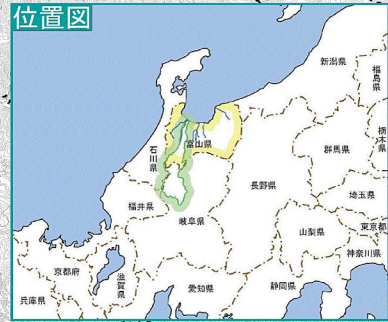 位置図
新潟県
福島県
栃木県
富山県
石川県
群馬県
長野県
福井県
岐阜県
埼玉県
東京都
山梨県
神奈川県
京都府
滋賀県
愛知県
静岡県
兵庫県